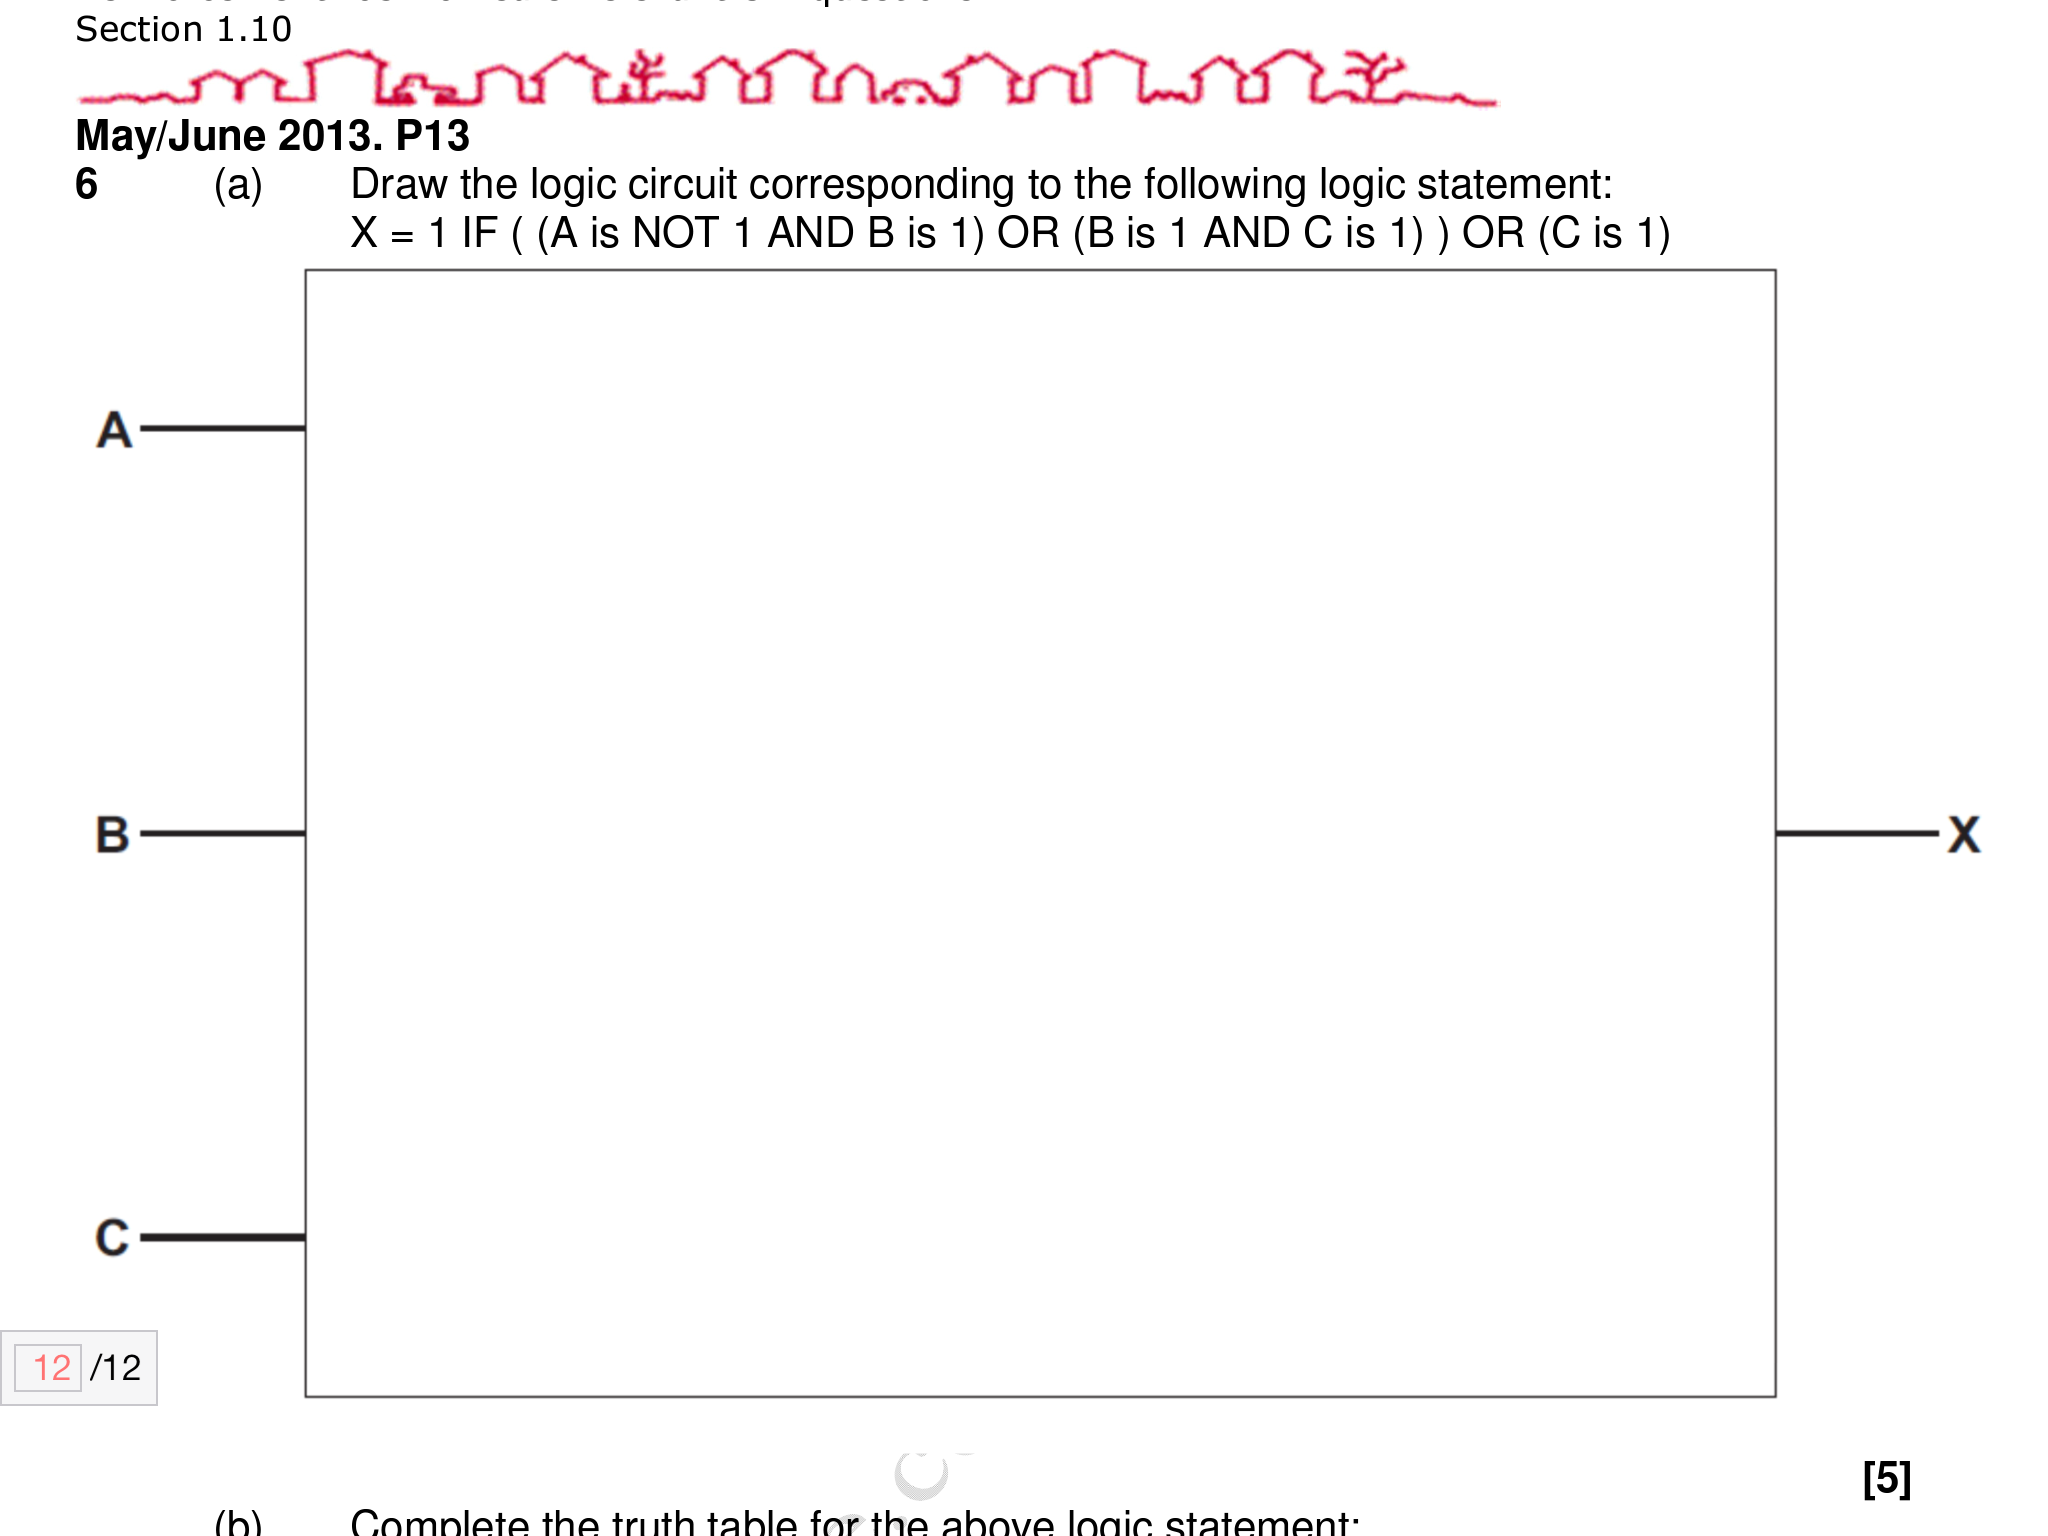 Section 1.10
May/June 2013. P13
6 (a) Draw the logic circuit corresponding to the following logic statement:
X = 1 IF ( (A is NOT 1 AND B is 1) OR (B is 1 AND C is 1) ) OR (C is 1)
A
B
X
C
12 /12
[5]
(b) Complete the truth table for the above logic statement: